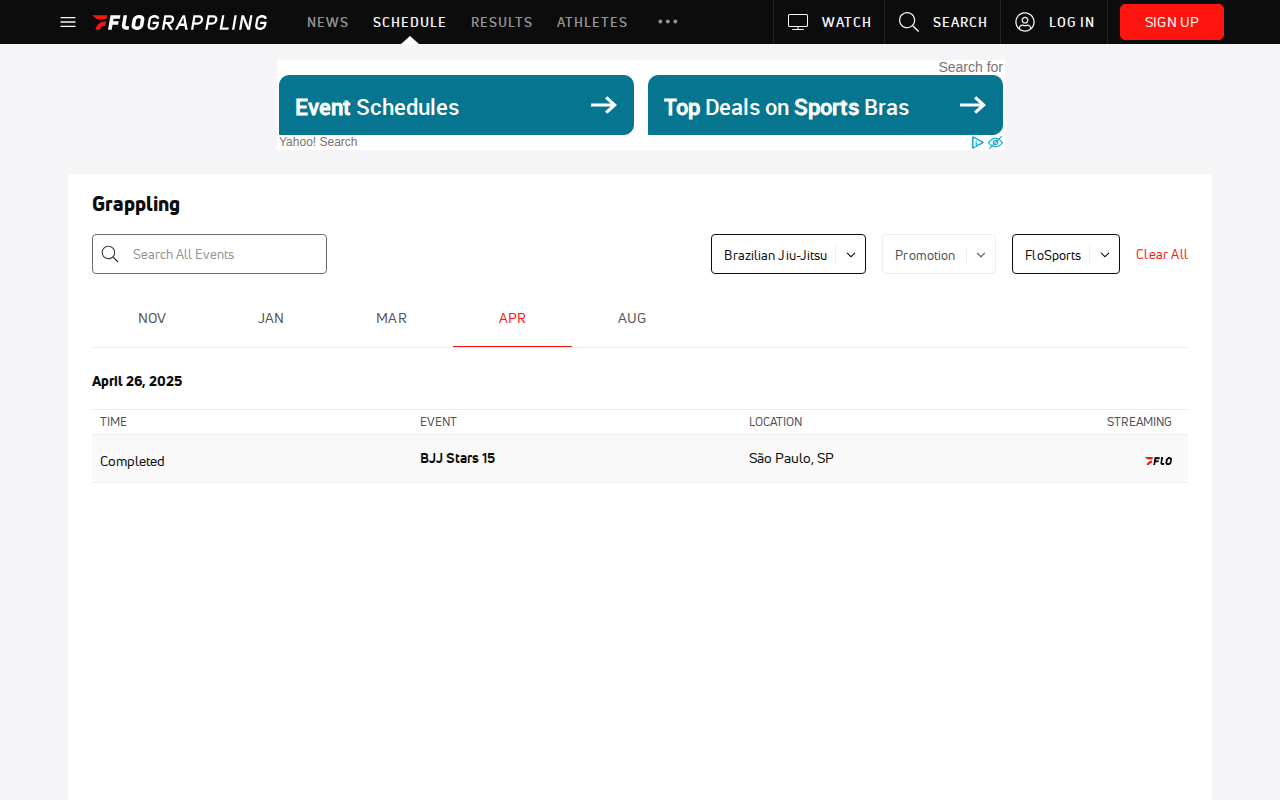 FLOGRAPPLING NEWS SCHEDULE RESULTS ATHLETES WATCH SEARCH LOG IN SIGN UP
Search for
Event Schedules Top Deals on Sports Bras
Yahoo! Search
Grappling
Search All Events Brazilian Jiu-Jitsu Promotion FloSports Clear All
NOV JAN MAR APR AUG
April 26, 2025
TIME EVENT LOCATION STREAMING
Completed BJJ Stars 15 São Paulo, SP FLO